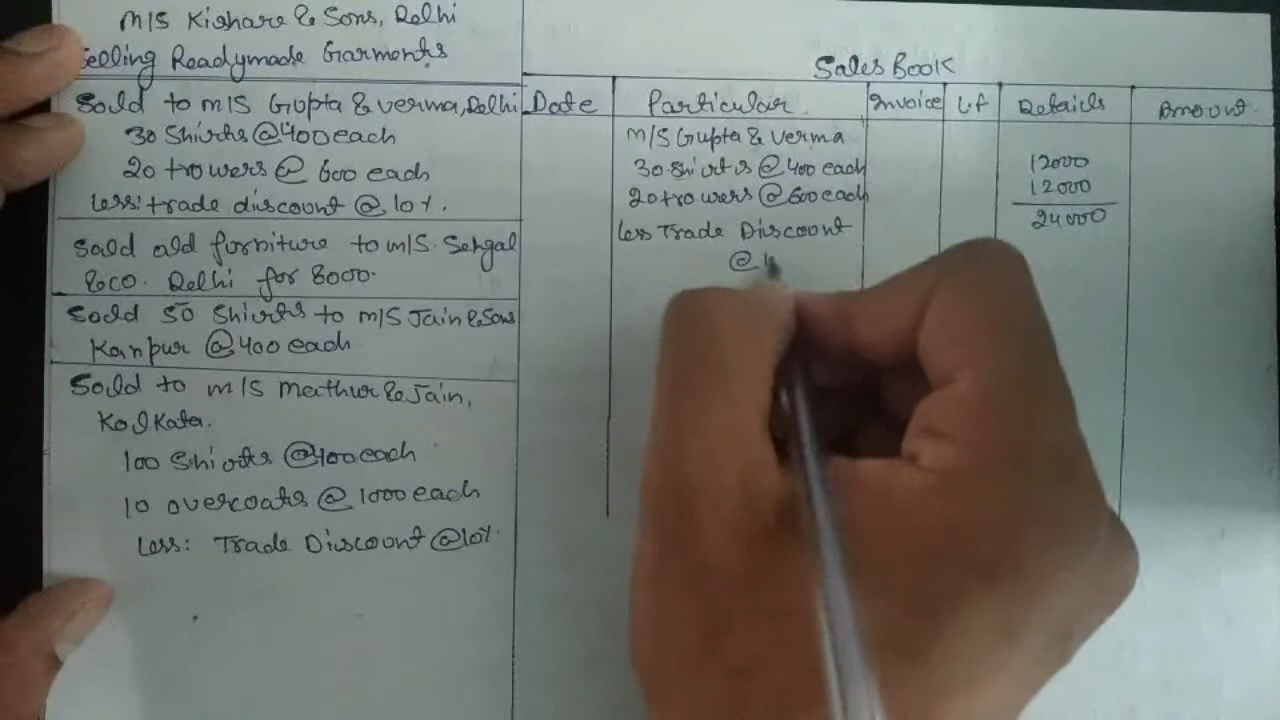 M/S Kishore & Sons, Delhi
Selling Readymade Garments
Sold to M/S Gupta & verma, Delhi
30 Shirts @400 each
20 trowers @ 600 each
Less: trade discount @ 10%.
Sold old furniture to M/S. Sehgal
& co. Delhi for 8000.
Sold 50 Shirts to M/S Jain & Sons
Kanpur @400 each
Sold to M/S Mathur & Jain,
Kolkata.
100 Shirts @400 each
10 overcoats @ 1000 each
Less: Trade Discount @10%.
Sales Book
Date Particular. Invoice Lf Details Amount.
M/S Gupta & Verma
30 Shirts @ 400 each 12000
20 trowers @ 600 each 12000
24000
Less Trade Discount
@ 1